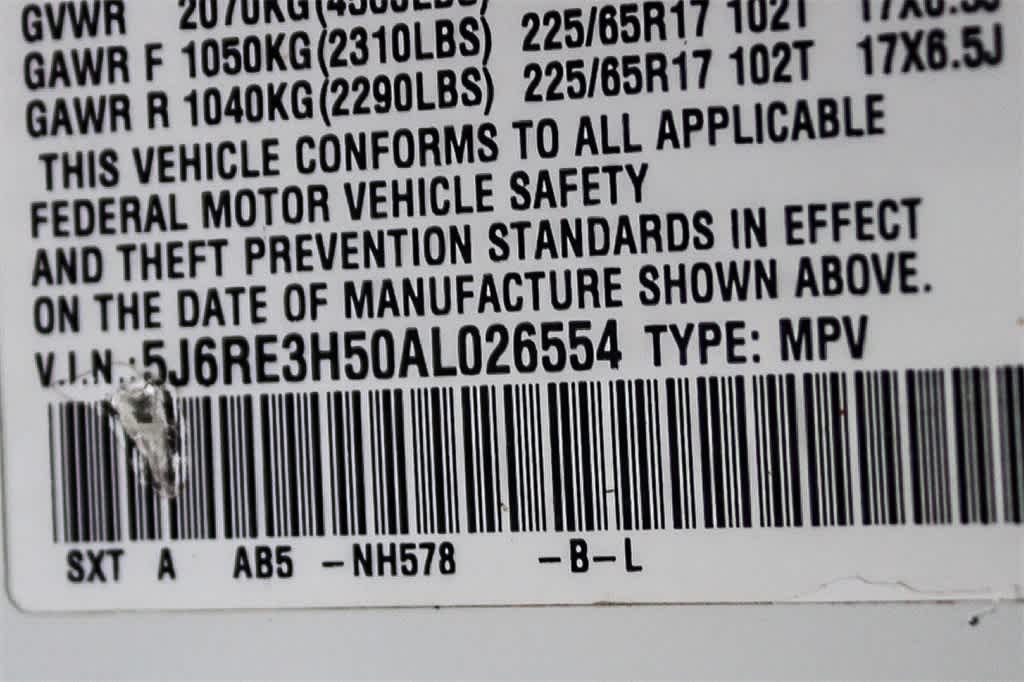 GVWR 2070KG(4560LBS)
GAWR F 1050KG(2310LBS) 225/65R17 102T 17X6.5J
GAWR R 1040KG(2290LBS) 225/65R17 102T 17X6.5J
THIS VEHICLE CONFORMS TO ALL APPLICABLE
FEDERAL MOTOR VEHICLE SAFETY
AND THEFT PREVENTION STANDARDS IN EFFECT
ON THE DATE OF MANUFACTURE SHOWN ABOVE.
V.I.N.:5J6RE3H50AL026554 TYPE: MPV
SXT A AB5 -NH578 -B-L